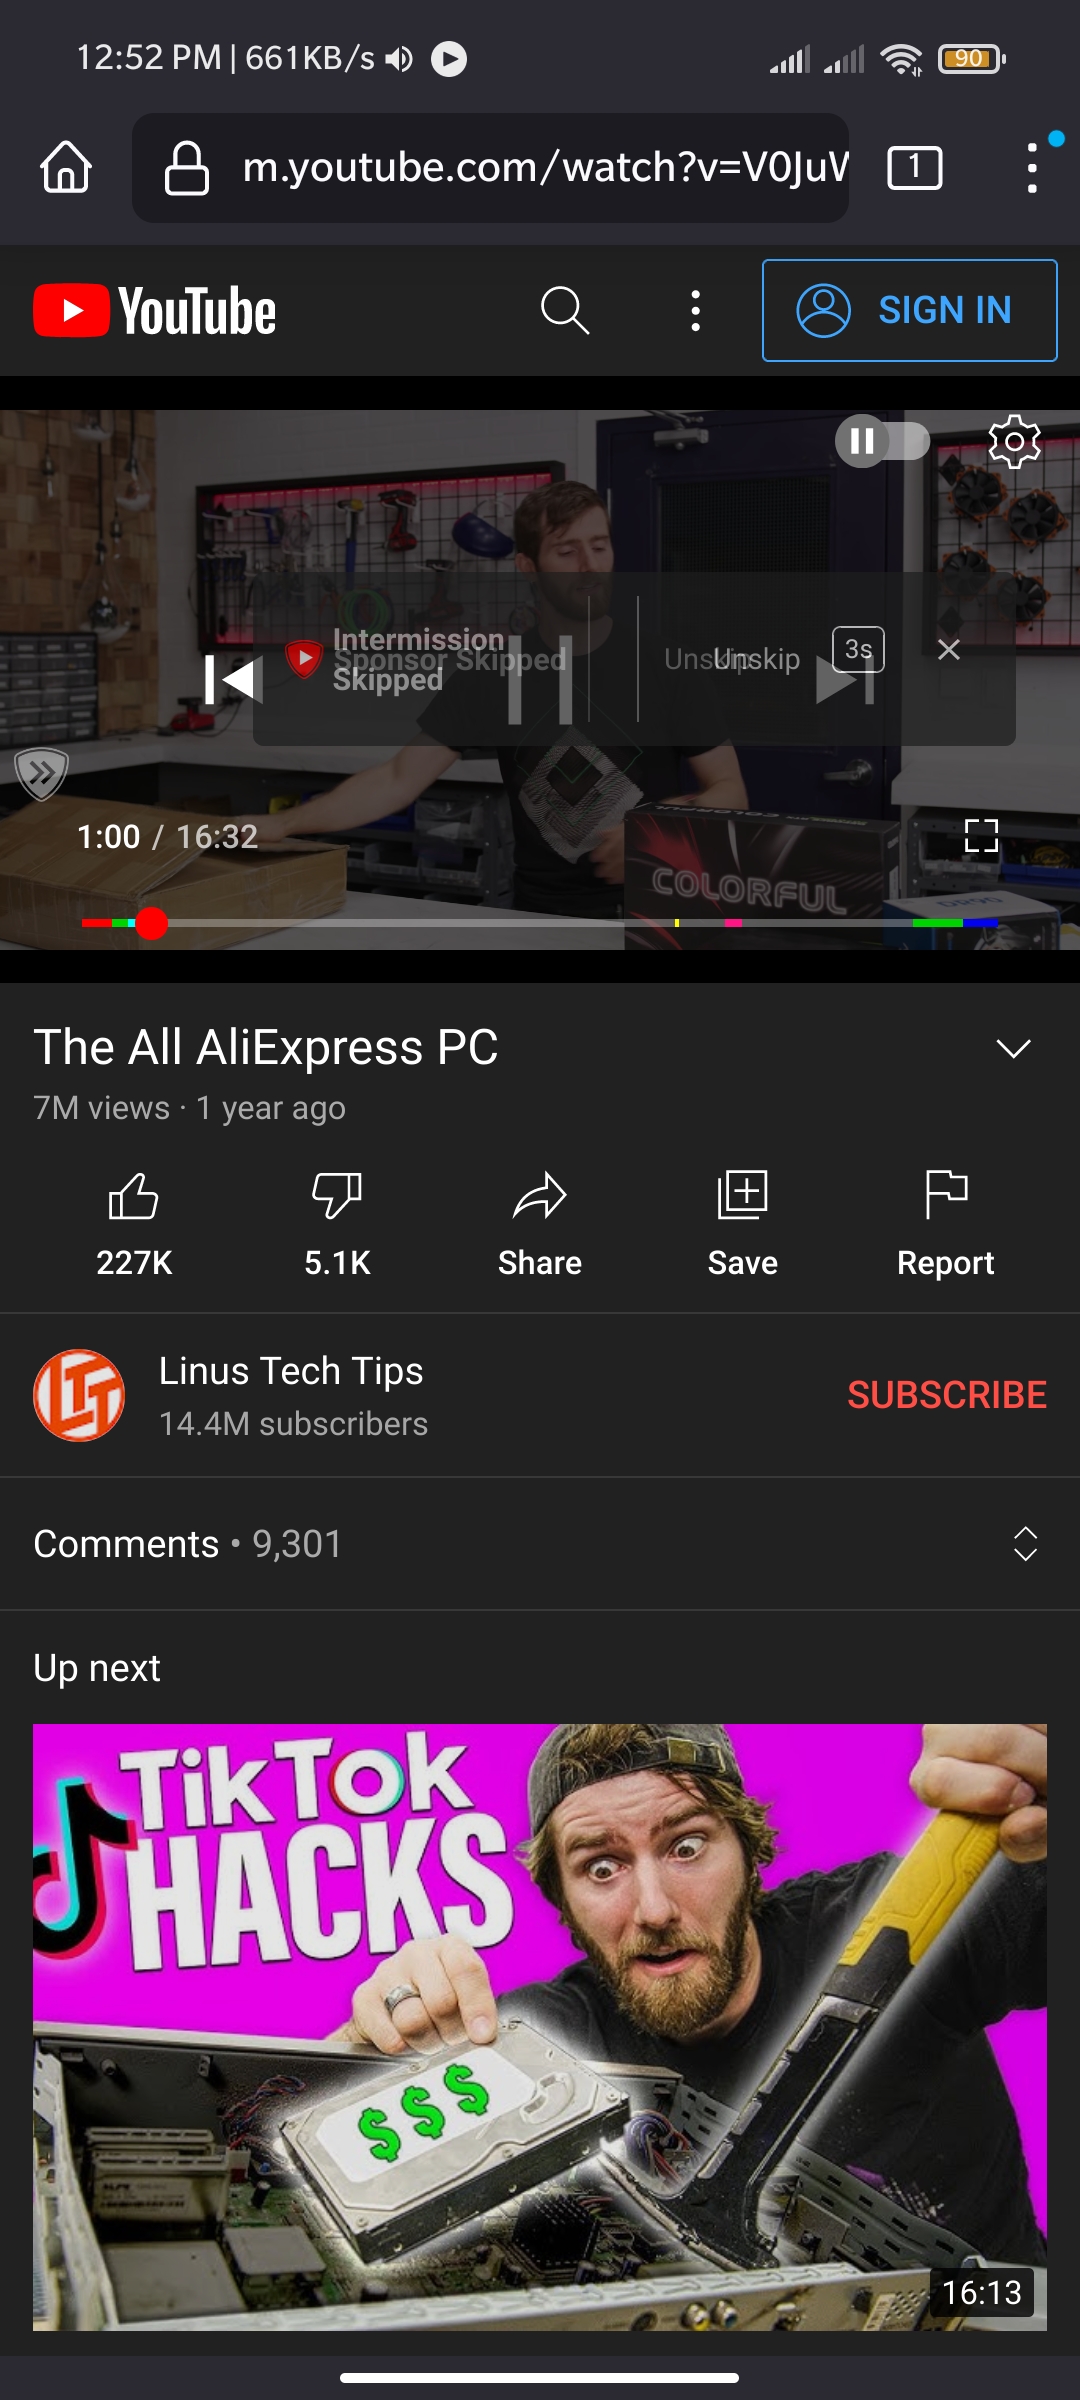 12:52 PM | 661KB/s
90
m.youtube.com/watch?v=V0JuW
1
YouTube
SIGN IN
Intermission
Sponsor Skipped
Skipped
Unskip
Unskip
3s
COLORFUL
1:00 / 16:32
The All AliExpress PC
7M views · 1 year ago
227K
5.1K
Share
Save
Report
LTT
Linus Tech Tips
14.4M subscribers
SUBSCRIBE
Comments • 9,301
Up next
TikTok
HACKS
$$$
16:13